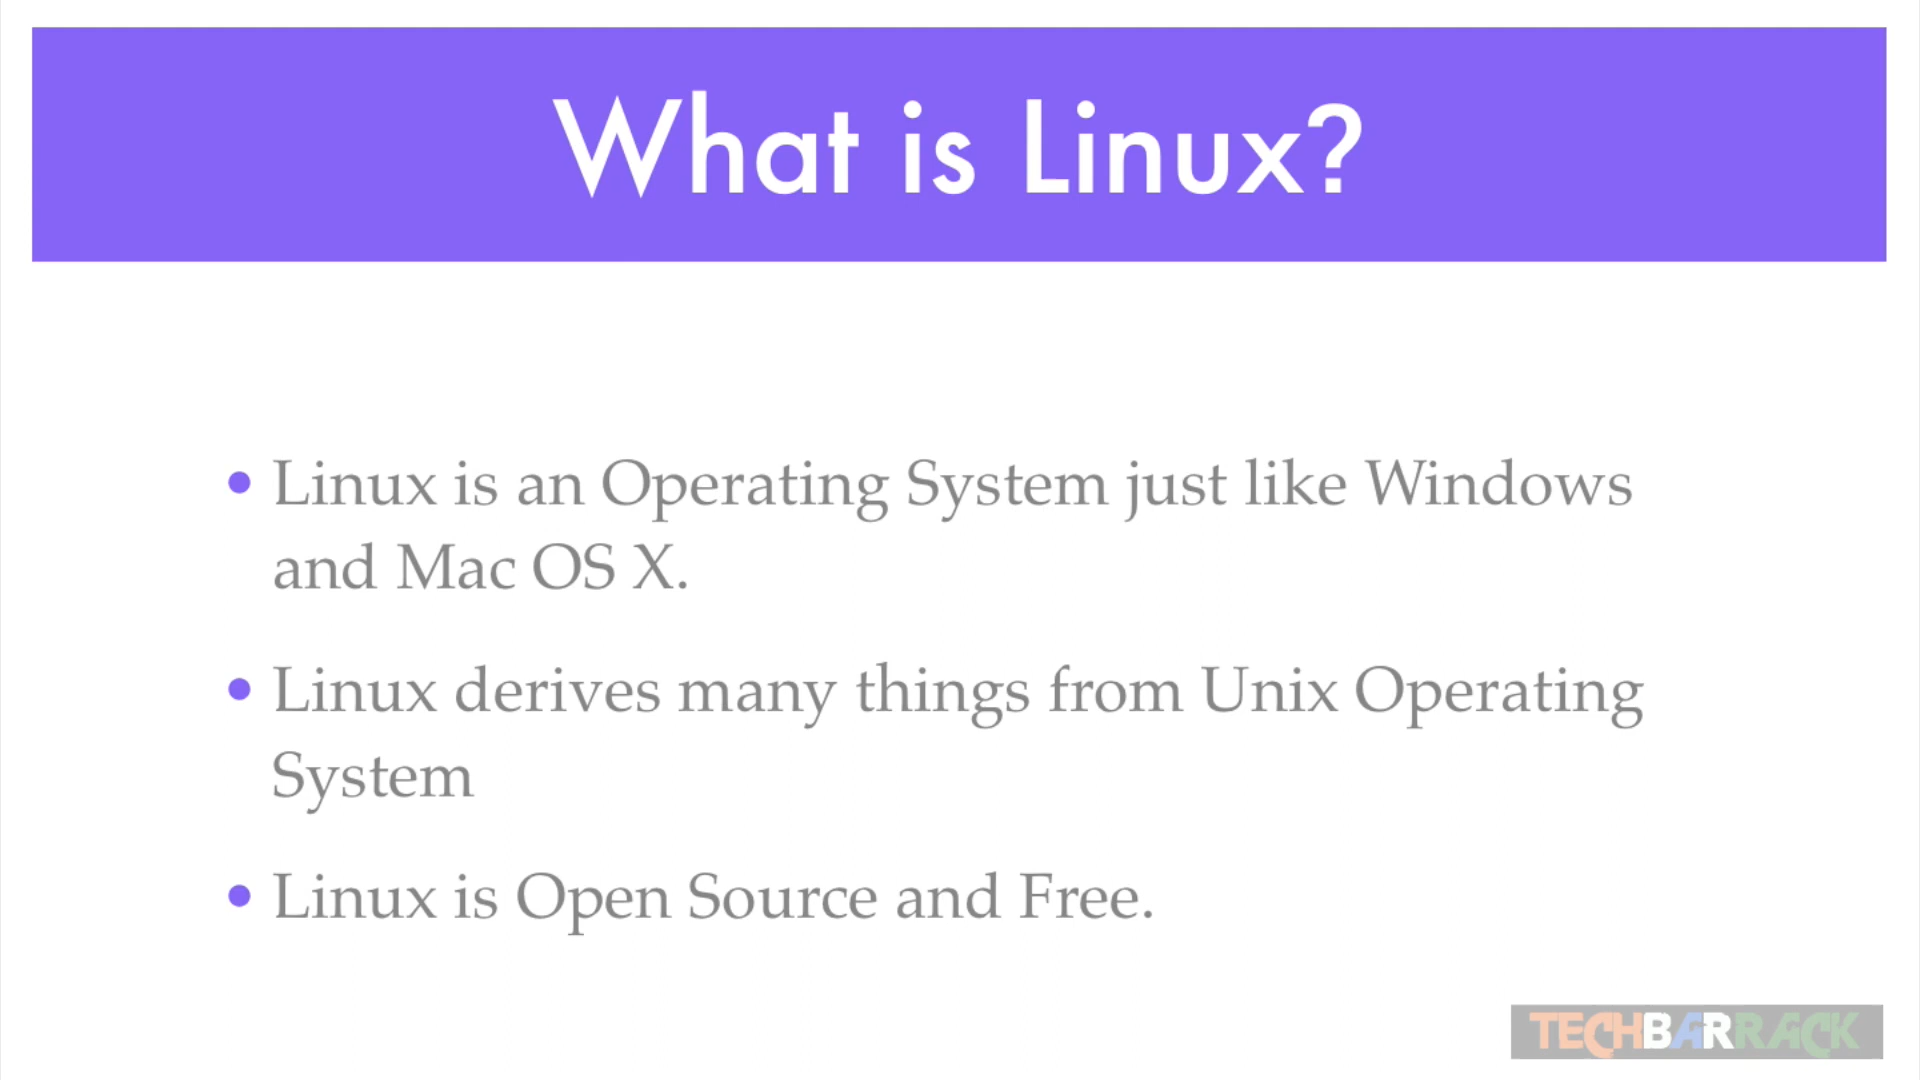 What is Linux?
• Linux is an Operating System just like Windows
and Mac OS X.
• Linux derives many things from Unix Operating
System
• Linux is Open Source and Free.
TECHBARRACK